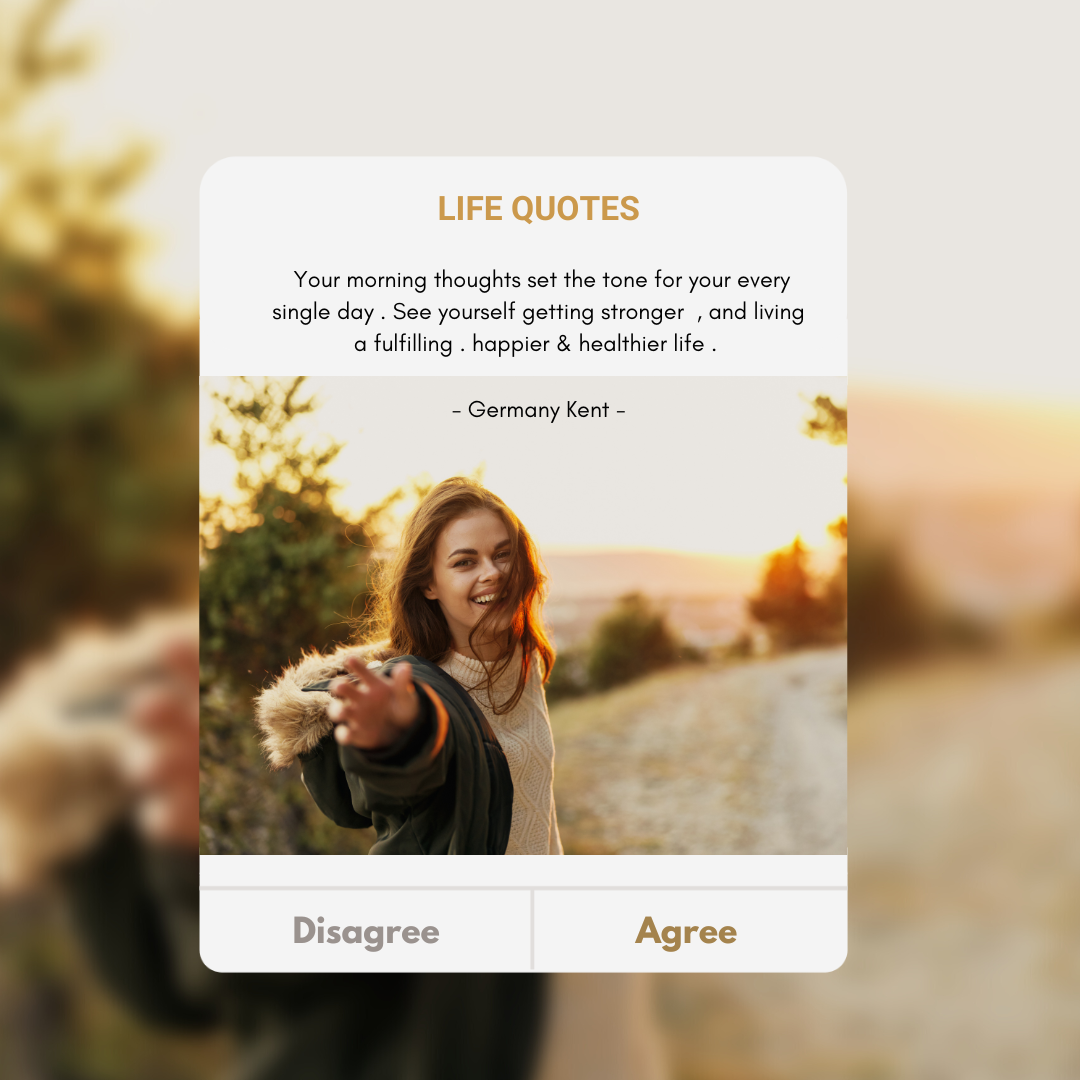 LIFE QUOTES
Your morning thoughts set the tone for your every
single day . See yourself getting stronger  , and living
a fulfilling . happier & healthier life .
- Germany Kent -
Disagree
Agree